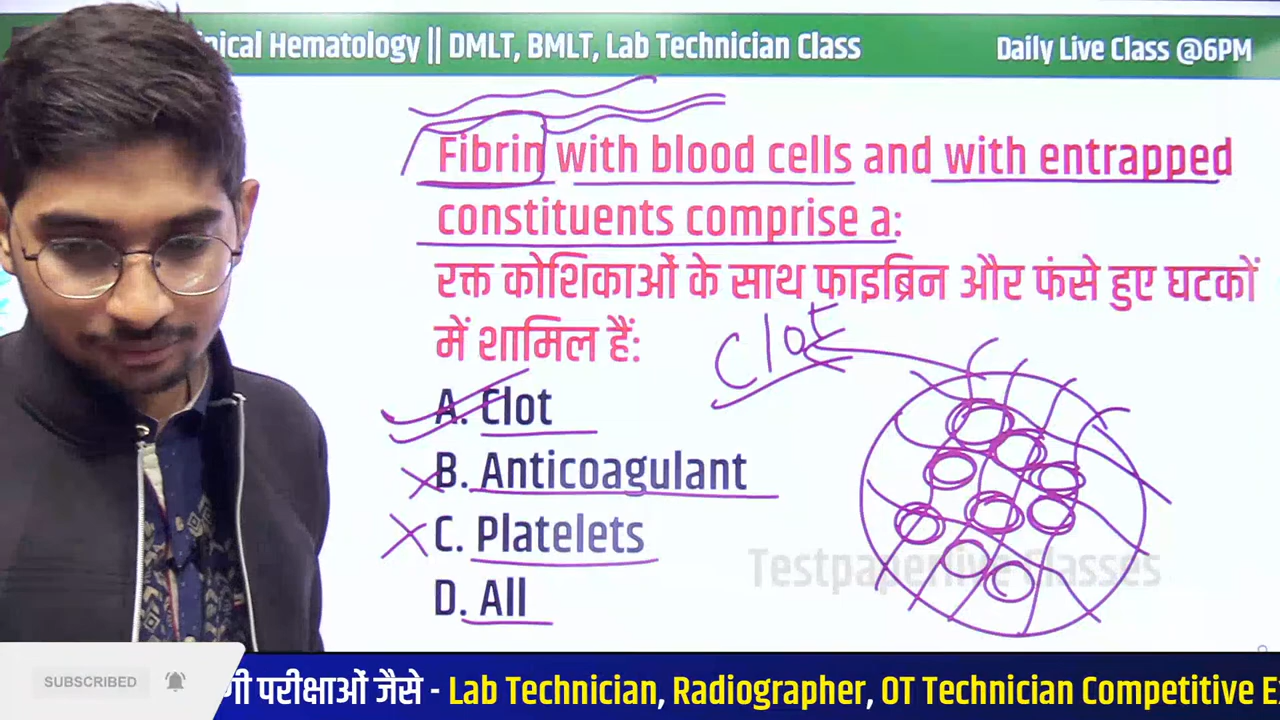 inical Hematology || DMLT, BMLT, Lab Technician Class
Daily Live Class @6PM
Fibrin with blood cells and with entrapped
constituents comprise a:
रक्त कोशिकाओं के साथ फाइब्रिन और फंसे हुए घटकों
में शामिल हैं:
Clot
A. Clot
B. Anticoagulant
C. Platelets
D. All
Testpaperlive Classes
SUBSCRIBED
गी परीक्षाओं जैसे - Lab Technician, Radiographer, OT Technician Competitive E